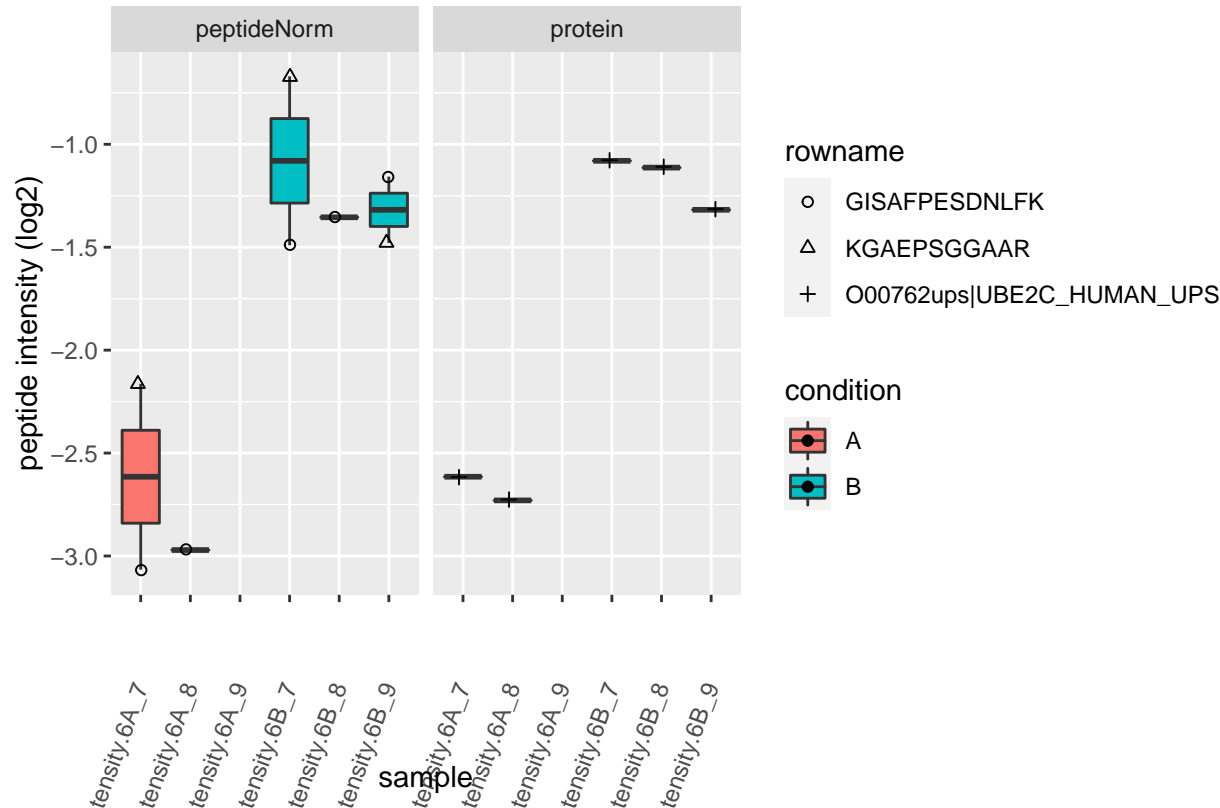 peptideNorm
protein
peptide intensity (log2)
−1.0
−1.5
−2.0
−2.5
−3.0
tensity.6A_7
tensity.6A_8
tensity.6A_9
tensity.6B_7
tensity.6B_8
tensity.6B_9
tensity.6A_7
tensity.6A_8
tensity.6A_9
tensity.6B_7
tensity.6B_8
tensity.6B_9
sample
rowname
GISAFPESDNLFK
KGAEPSGGAAR
O00762ups|UBE2C_HUMAN_UPS
condition
A
B